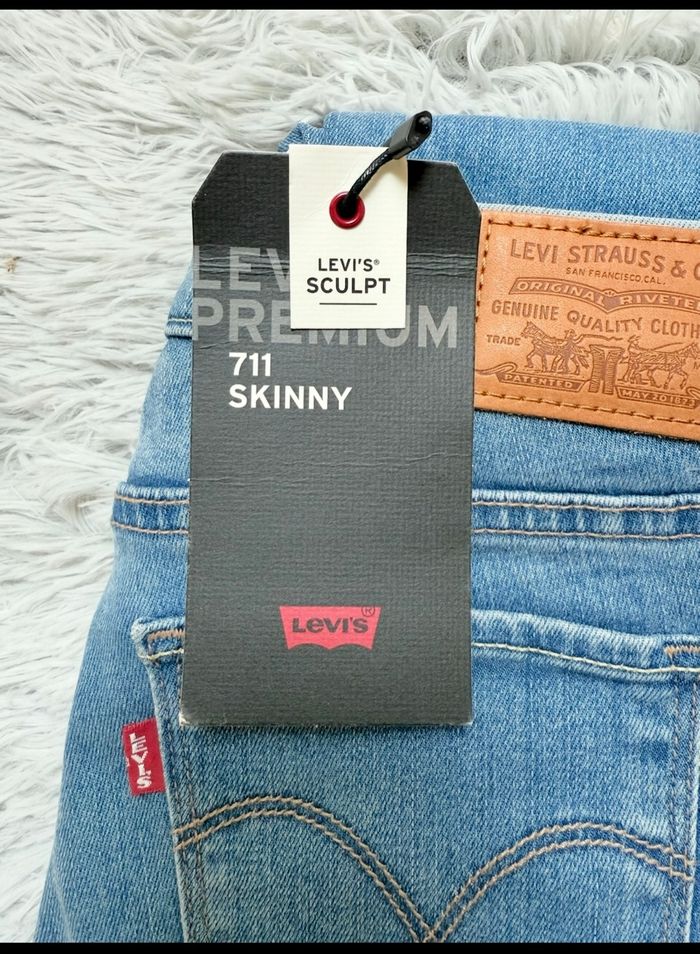 LEVI'S®
SCULPT
PREMIUM
711
SKINNY
LEVI'S®
LEVI STRAUSS &
SAN FRANCISCO, CAL.
ORIGINAL RIVETE
GENUINE QUALITY CLOTH
TRADE
PATENTED MAY 20 1873
LEVI'S